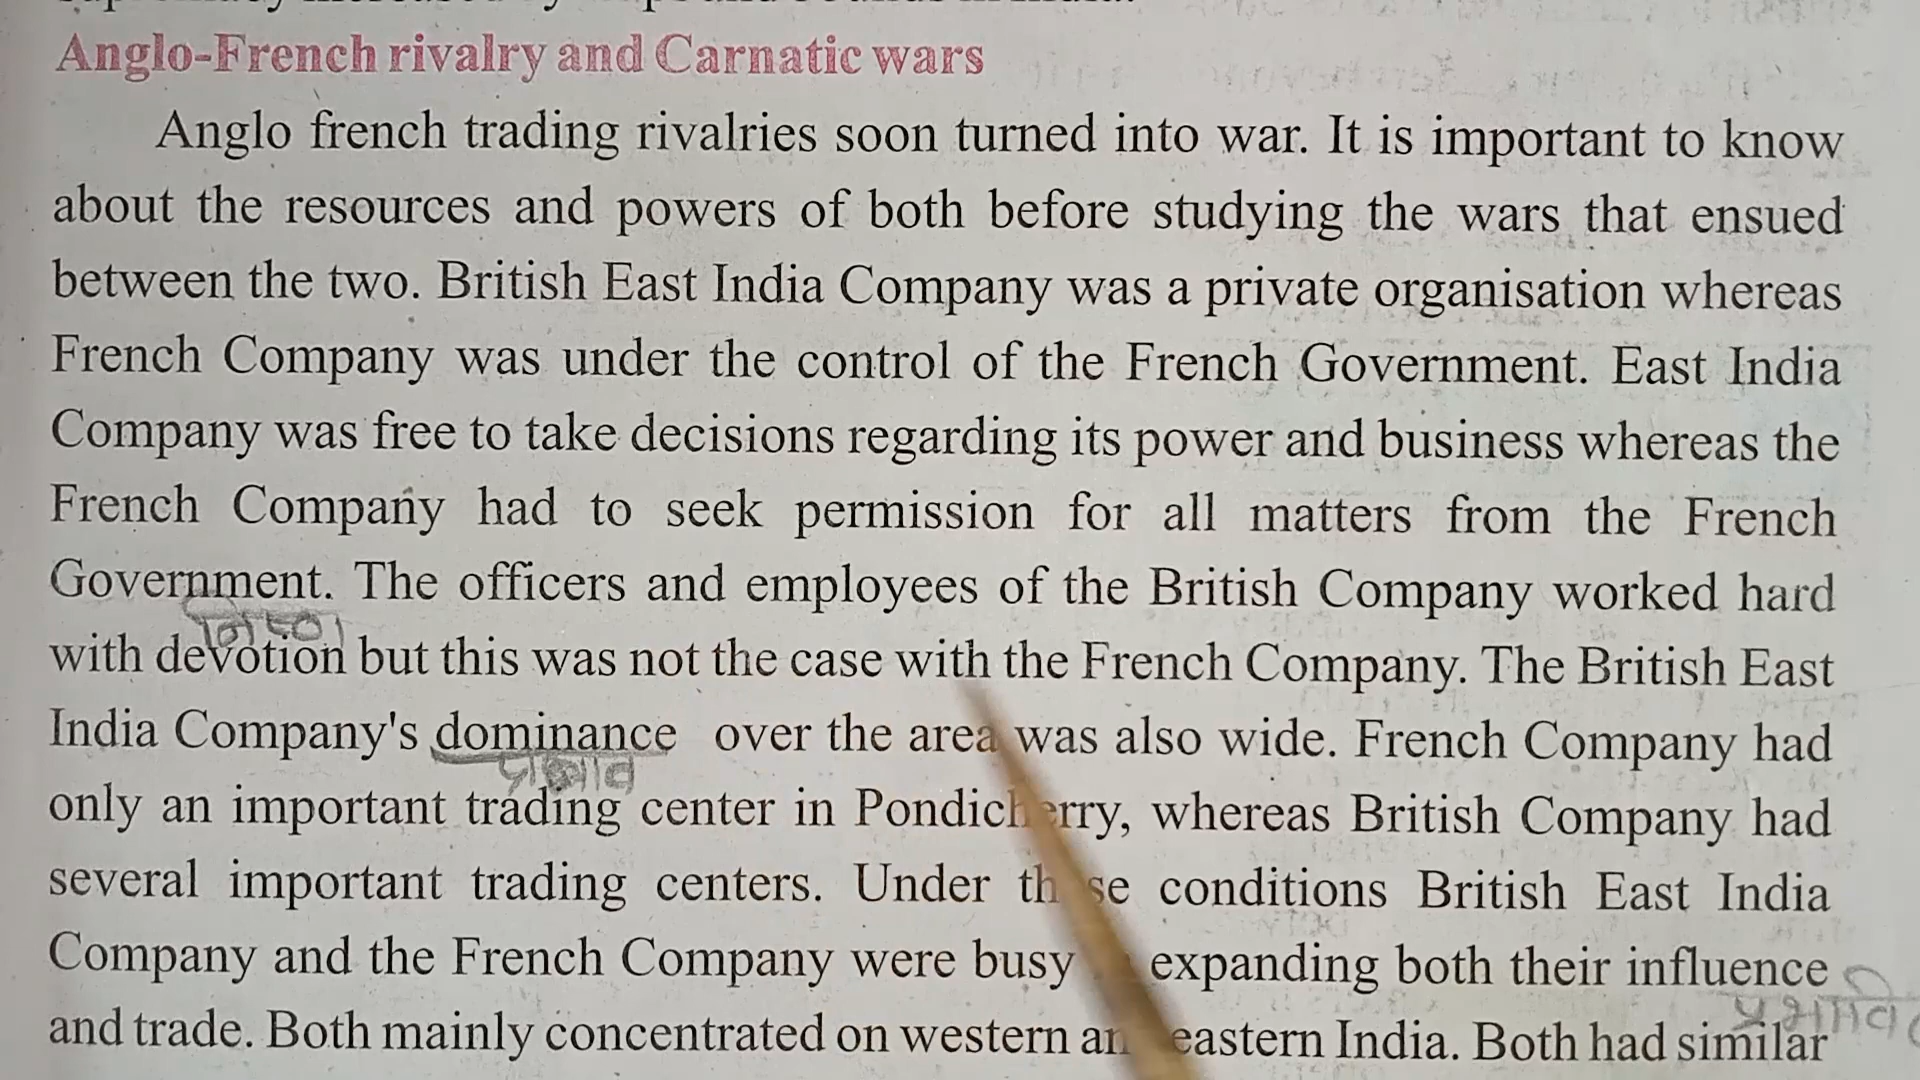 Anglo-French rivalry and Carnatic wars
Anglo french trading rivalries soon turned into war. It is important to know
about the resources and powers of both before studying the wars that ensued
between the two. British East India Company was a private organisation whereas
French Company was under the control of the French Government. East India
Company was free to take decisions regarding its power and business whereas the
French Company had to seek permission for all matters from the French
Government. The officers and employees of the British Company worked hard
निष्ठा
with devotion but this was not the case with the French Company. The British East
India Company's dominance over the area was also wide. French Company had
only an important trading center in Pondicherry, whereas British Company had
several important trading centers. Under these conditions British East India
Company and the French Company were busy expanding both their influence
and trade. Both mainly concentrated on western and eastern India. Both had similar